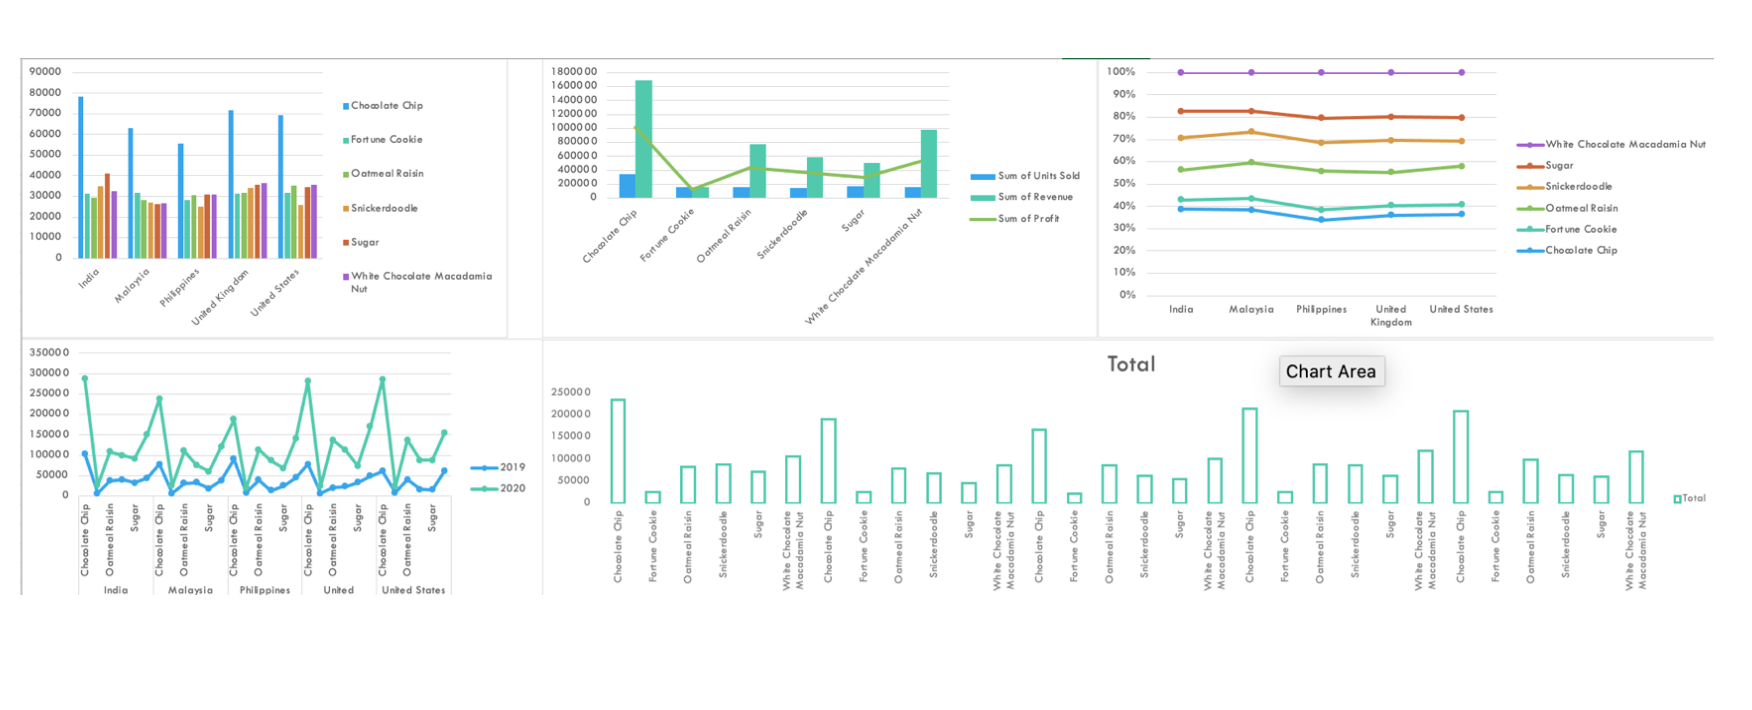 90000
80000
70000
60000
50000
40000
30000
20000
10000
0
India
Malaysia
Philippines
United Kingdom
United States
Chocolate Chip
Fortune Cookie
Oatmeal Raisin
Snickerdoodle
Sugar
White Chocolate Macadamia
Nut
1800000
1600000
1400000
1200000
1000000
800000
600000
400000
200000
0
Chocolate Chip
Fortune Cookie
Oatmeal Raisin
Snickerdoodle
Sugar
White Chocolate Macadamia Nut
Sum of Units Sold
Sum of Revenue
Sum of Profit
100%
90%
80%
70%
60%
50%
40%
30%
20%
10%
0%
India
Malaysia
Philippines
United
Kingdom
United States
White Chocolate Macadamia Nut
Sugar
Snickerdoodle
Oatmeal Raisin
Fortune Cookie
Chocolate Chip
350000
300000
250000
200000
150000
100000
50000
0
Chocolate Chip
Oatmeal Raisin
Sugar
Chocolate Chip
Oatmeal Raisin
Sugar
Chocolate Chip
Oatmeal Raisin
Sugar
Chocolate Chip
Oatmeal Raisin
Sugar
Chocolate Chip
Oatmeal Raisin
Sugar
India
Malaysia
Philippines
United
United States
2019
2020
Total
Chart Area
250000
200000
150000
100000
50000
0
Chocolate Chip
Fortune Cookie
Oatmeal Raisin
Snickerdoodle
Sugar
White Chocolate
Macadamia Nut
Chocolate Chip
Fortune Cookie
Oatmeal Raisin
Snickerdoodle
Sugar
White Chocolate
Macadamia Nut
Chocolate Chip
Fortune Cookie
Oatmeal Raisin
Snickerdoodle
Sugar
White Chocolate
Macadamia Nut
Chocolate Chip
Fortune Cookie
Oatmeal Raisin
Snickerdoodle
Sugar
White Chocolate
Macadamia Nut
Chocolate Chip
Fortune Cookie
Oatmeal Raisin
Snickerdoodle
Sugar
White Chocolate
Macadamia Nut
Total